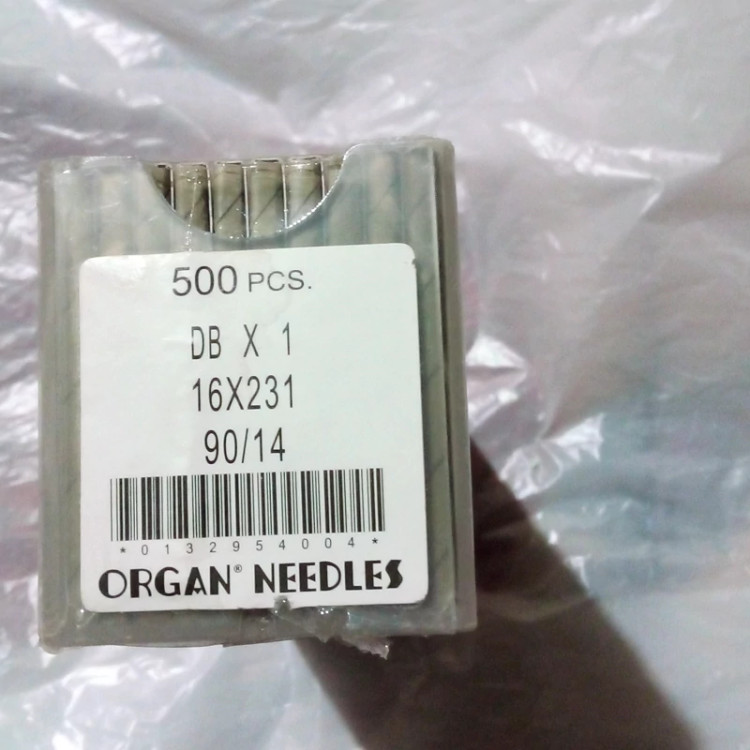 500 PCS.
DB X 1
16X231
90/14
*0132954004*
ORGAN® NEEDLES